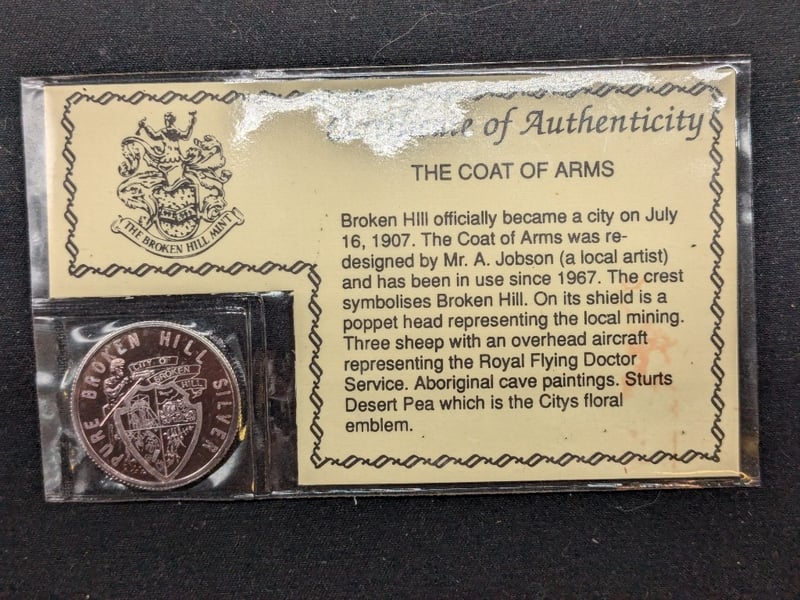 of Authenticity
THE COAT OF ARMS
THE BROKEN HILL MINT
Broken HIll officially became a city on July
16, 1907. The Coat of Arms was re-
designed by Mr. A. Jobson (a local artist)
and has been in use since 1967. The crest
symbolises Broken Hill. On its shield is a
poppet head representing the local mining.
Three sheep with an overhead aircraft
representing the Royal Flying Doctor
Service. Aboriginal cave paintings. Sturts
Desert Pea which is the Citys floral
emblem.
PURE BROKEN HILL SILVER
CITY O
BROKEN
HILL